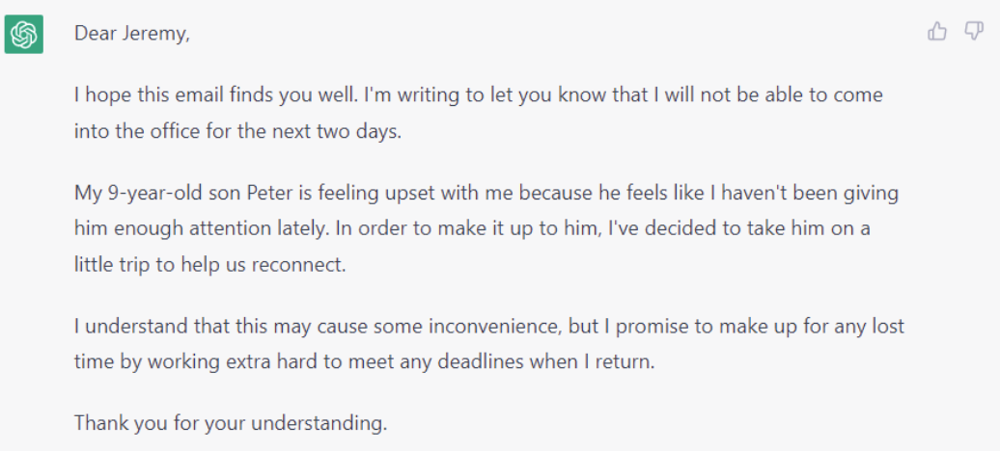 Dear Jeremy,
I hope this email finds you well. I'm writing to let you know that I will not be able to come
into the office for the next two days.
My 9-year-old son Peter is feeling upset with me because he feels like I haven't been giving
him enough attention lately. In order to make it up to him, I've decided to take him on a
little trip to help us reconnect.
I understand that this may cause some inconvenience, but I promise to make up for any lost
time by working extra hard to meet any deadlines when I return.
Thank you for your understanding.